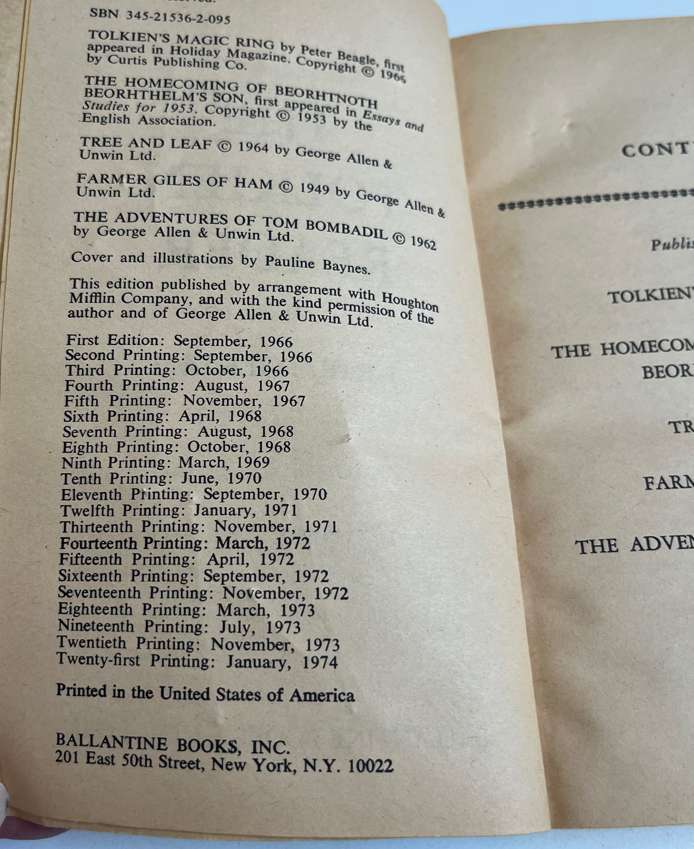 SBN 345-21536-2-095
TOLKIEN'S MAGIC RING by Peter Beagle, first
appeared in Holiday Magazine. Copyright © 1966
by Curtis Publishing Co.
THE HOMECOMING OF BEORHTNOTH
BEORHTHELM'S SON, first appeared in Essays and
Studies for 1953. Copyright © 1953 by the
English Association.
TREE AND LEAF © 1964 by George Allen &
Unwin Ltd.
FARMER GILES OF HAM © 1949 by George Allen &
Unwin Ltd.
THE ADVENTURES OF TOM BOMBADIL © 1962
by George Allen & Unwin Ltd.
Cover and illustrations by Pauline Baynes.
This edition published by arrangement with Houghton
Mifflin Company, and with the kind permission of the
author and of George Allen & Unwin Ltd.
First Edition: September, 1966
Second Printing: September, 1966
Third Printing: October, 1966
Fourth Printing: August, 1967
Fifth Printing: November, 1967
Sixth Printing: April, 1968
Seventh Printing: August, 1968
Eighth Printing: October, 1968
Ninth Printing: March, 1969
Tenth Printing: June, 1970
Eleventh Printing: September, 1970
Twelfth Printing: January, 1971
Thirteenth Printing: November, 1971
Fourteenth Printing: March, 1972
Fifteenth Printing: April, 1972
Sixteenth Printing: September, 1972
Seventeenth Printing: November, 1972
Eighteenth Printing: March, 1973
Nineteenth Printing: July, 1973
Twentieth Printing: November, 1973
Twenty-first Printing: January, 1974
Printed in the United States of America
BALLANTINE BOOKS, INC.
201 East 50th Street, New York, N.Y. 10022
CONT
Publis
TOLKIEN'
THE HOMECOM
BEOR
TR
FARM
THE ADVEN